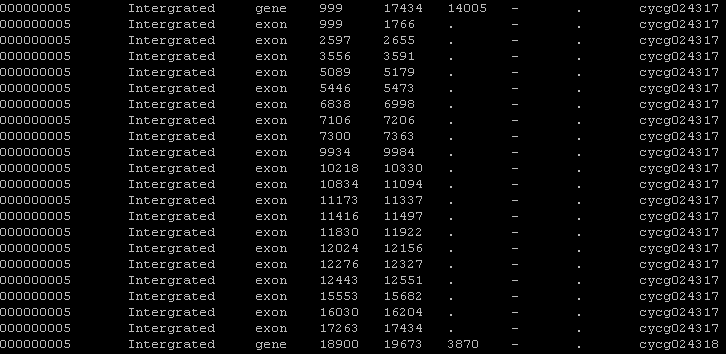 000000005 Intergrated gene 999 17434 14005 - . cycg024317
000000005 Intergrated exon 999 1766 . - . cycg024317
000000005 Intergrated exon 2597 2655 . - . cycg024317
000000005 Intergrated exon 3556 3591 . - . cycg024317
000000005 Intergrated exon 5089 5179 . - . cycg024317
000000005 Intergrated exon 5446 5473 . - . cycg024317
000000005 Intergrated exon 6838 6998 . - . cycg024317
000000005 Intergrated exon 7106 7206 . - . cycg024317
000000005 Intergrated exon 7300 7363 . - . cycg024317
000000005 Intergrated exon 9934 9984 . - . cycg024317
000000005 Intergrated exon 10218 10330 . - . cycg024317
000000005 Intergrated exon 10834 11094 . - . cycg024317
000000005 Intergrated exon 11173 11337 . - . cycg024317
000000005 Intergrated exon 11416 11497 . - . cycg024317
000000005 Intergrated exon 11830 11922 . - . cycg024317
000000005 Intergrated exon 12024 12156 . - . cycg024317
000000005 Intergrated exon 12276 12327 . - . cycg024317
000000005 Intergrated exon 12443 12551 . - . cycg024317
000000005 Intergrated exon 15553 15682 . - . cycg024317
000000005 Intergrated exon 16030 16204 . - . cycg024317
000000005 Intergrated exon 17263 17434 . - . cycg024317
000000005 Intergrated gene 18900 19673 3870 - . cycg024318